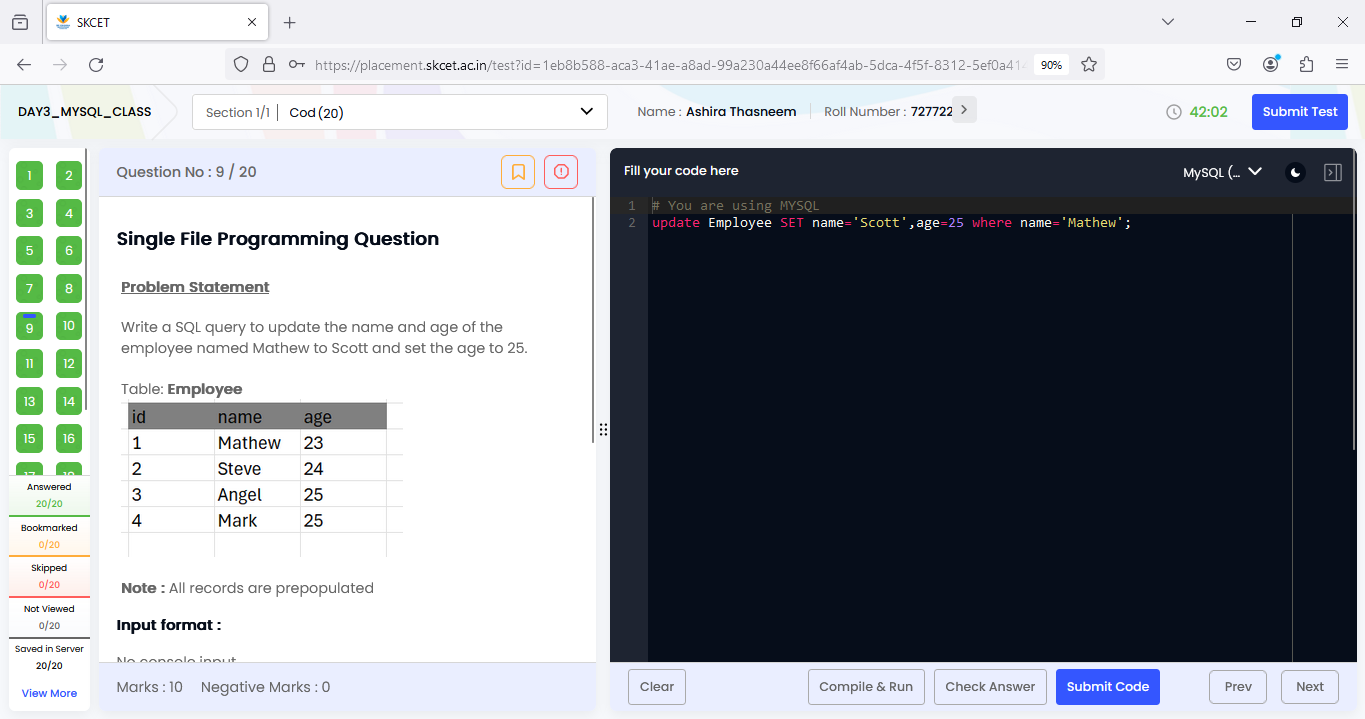 SKCET
https://placement.skcet.ac.in/test?id=1eb8b588-aca3-41ae-a8ad-99a230a44ee8f66af4ab-5dca-4f5f-8312-5ef0a414
90%
DAY3_MYSQL_CLASS
Section 1/1 | Cod (20)
Name : Ashira Thasneem
Roll Number : 727722
42:02
Submit Test
1 2
3 4
5 6
7 8
9 10
11 12
13 14
15 16
17 18
Answered
20/20
Bookmarked
0/20
Skipped
0/20
Not Viewed
0/20
Saved in Server
20/20
View More
Question No : 9 / 20
Single File Programming Question
Problem Statement
Write a SQL query to update the name and age of the
employee named Mathew to Scott and set the age to 25.
Table: Employee
id name age
1 Mathew 23
2 Steve 24
3 Angel 25
4 Mark 25
Note : All records are prepopulated
Input format :
No console input
Marks : 10 Negative Marks : 0
Fill your code here
MySQL (...
1 # You are using MYSQL
2 update Employee SET name='Scott',age=25 where name='Mathew';
Clear
Compile & Run
Check Answer
Submit Code
Prev
Next